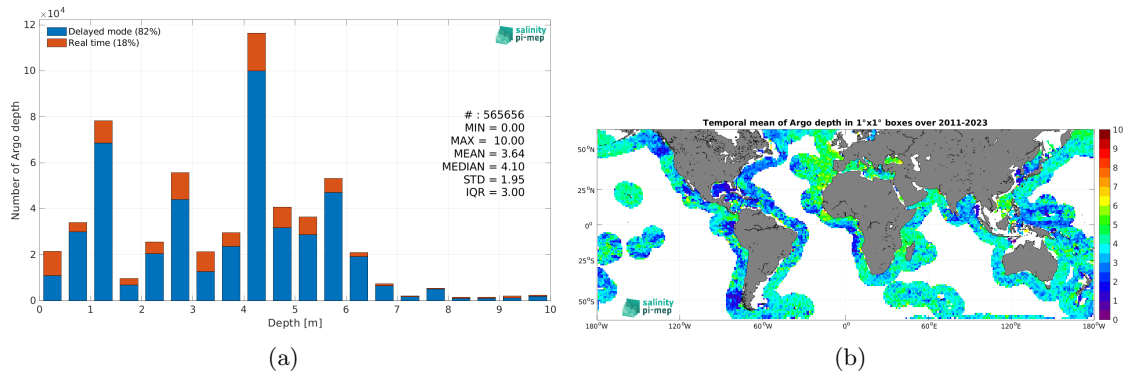 ×10⁴
12
10
8
6
4
2
0
Number of Argo depth
Delayed mode (82%)
Real time (18%)
salinity
pi-mep
# : 565656
MIN = 0.00
MAX = 10.00
MEAN = 3.64
MEDIAN = 4.10
STD = 1.95
IQR = 3.00
0 1 2 3 4 5 6 7 8 9 10
Depth [m]
(a)
Temporal mean of Argo depth in 1°x1° boxes over 2011-2023
50°N
25°N
0°
25°S
50°S
180°W 120°W 60°W 0° 60°E 120°E 180°W
salinity
pi-mep
10
9
8
7
6
5
4
3
2
1
0
(b)